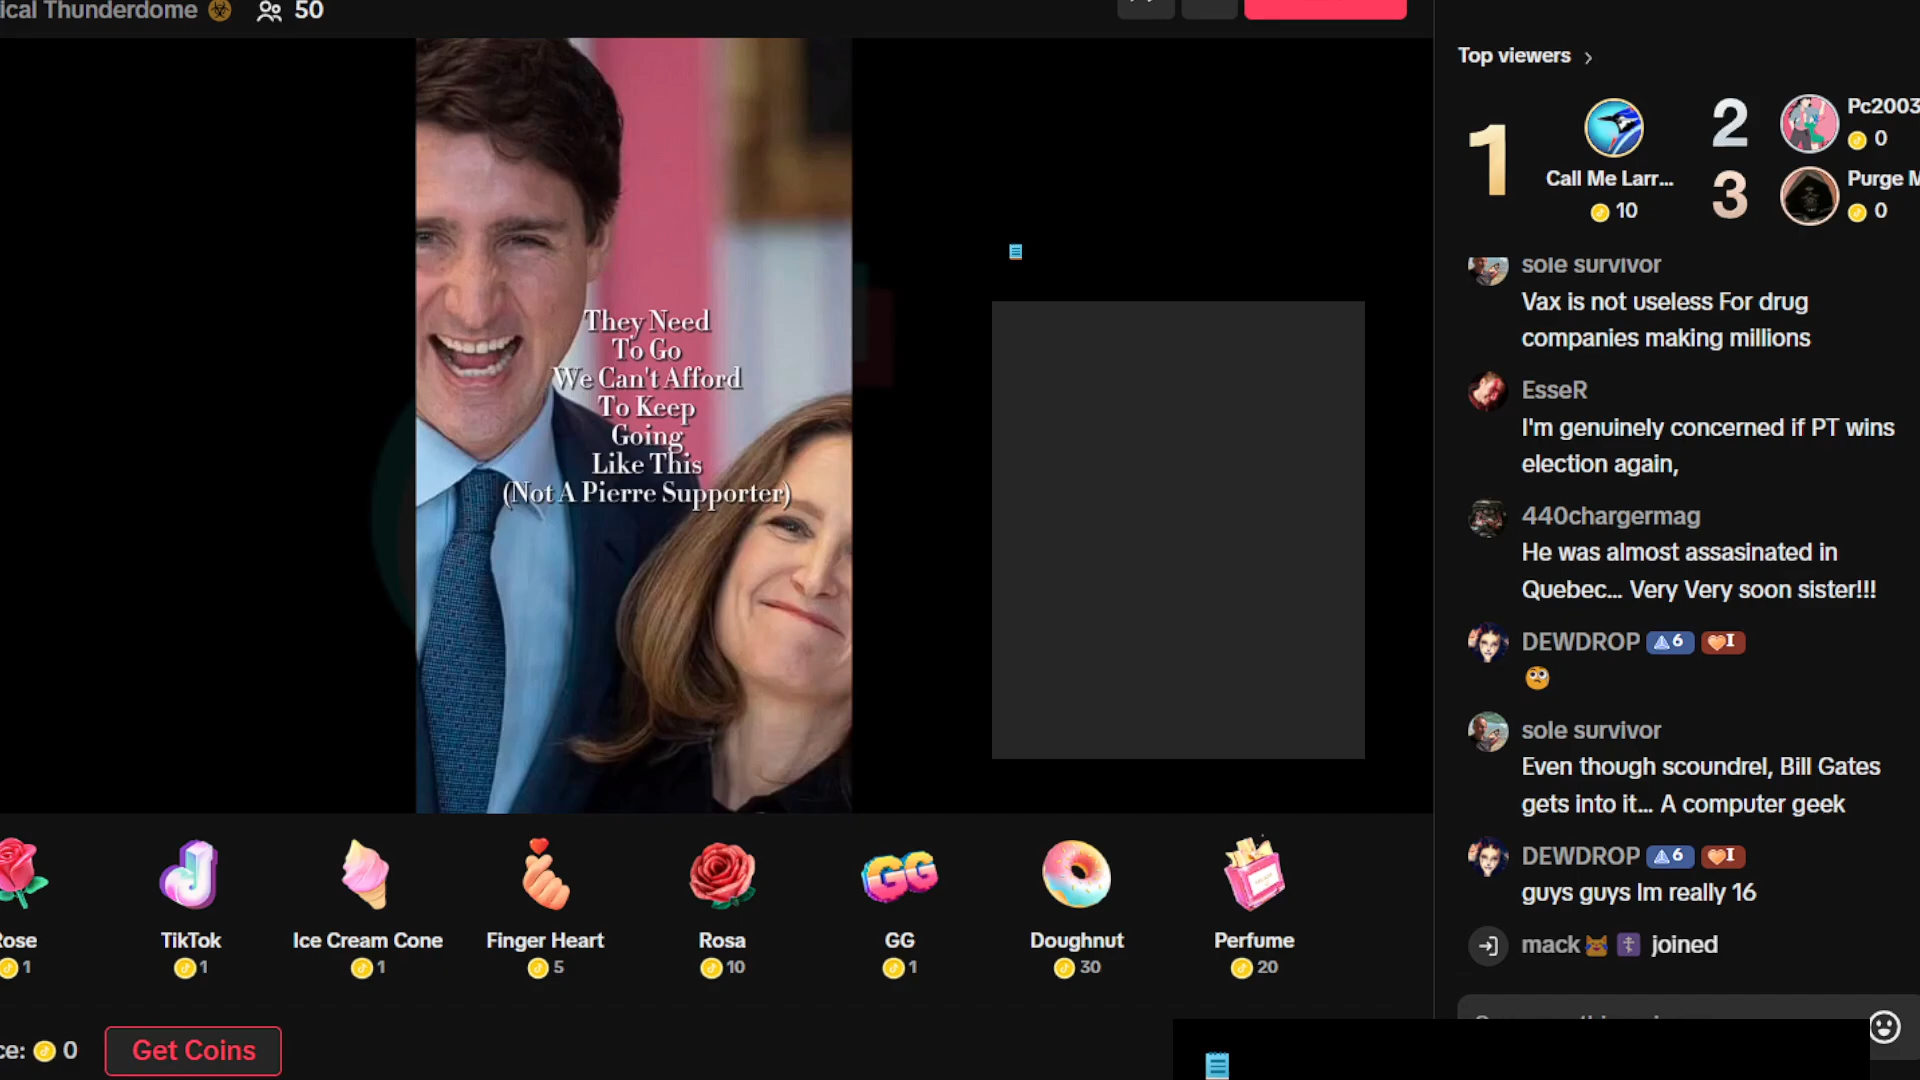 ical Thunderdome
50
They Need
To Go
We Can't Afford
To Keep
Going
Like This
(Not A Pierre Supporter)
Top viewers
1
Call Me Larr...
10
2
Pc2003
0
3
Purge
0
sole survivor
Vax is not useless For drug
companies making millions
EsseR
I'm genuinely concerned if PT wins
election again,
440chargermag
He was almost assasinated in
Quebec... Very Very soon sister!!!
DEWDROP 6 I
sole survivor
Even though scoundrel, Bill Gates
gets into it... A computer geek
DEWDROP 6 I
guys guys Im really 16
mack joined
Rose
1
TikTok
1
Ice Cream Cone
1
Finger Heart
5
Rosa
10
GG
GG
1
Doughnut
30
Perfume
20
ce: 0
Get Coins